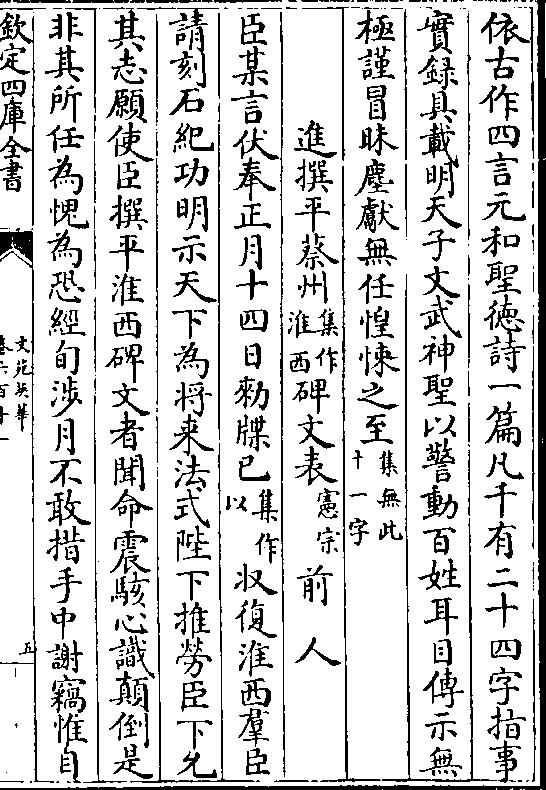 依古作四言元和聖徳詩一篇凡千有二十四字指事
實錄具載明天子文武神聖以警動百姓耳目傳示無
極謹冒昧塵獻無任惶悚之至集無此十一字
進撰平蔡州集作淮西碑文表憲宗前人
臣某言伏奉正月十四日勑牒已集作以收復淮西羣臣
請刻石紀功明示天下為將来法式陛下推勞臣下允
其志願使臣撰平淮西碑文者聞命震駭心識顛倒是
非其所任為愧為恐經旬涉月不敢措手中謝竊惟自
欽定四庫全書
文苑英華
五